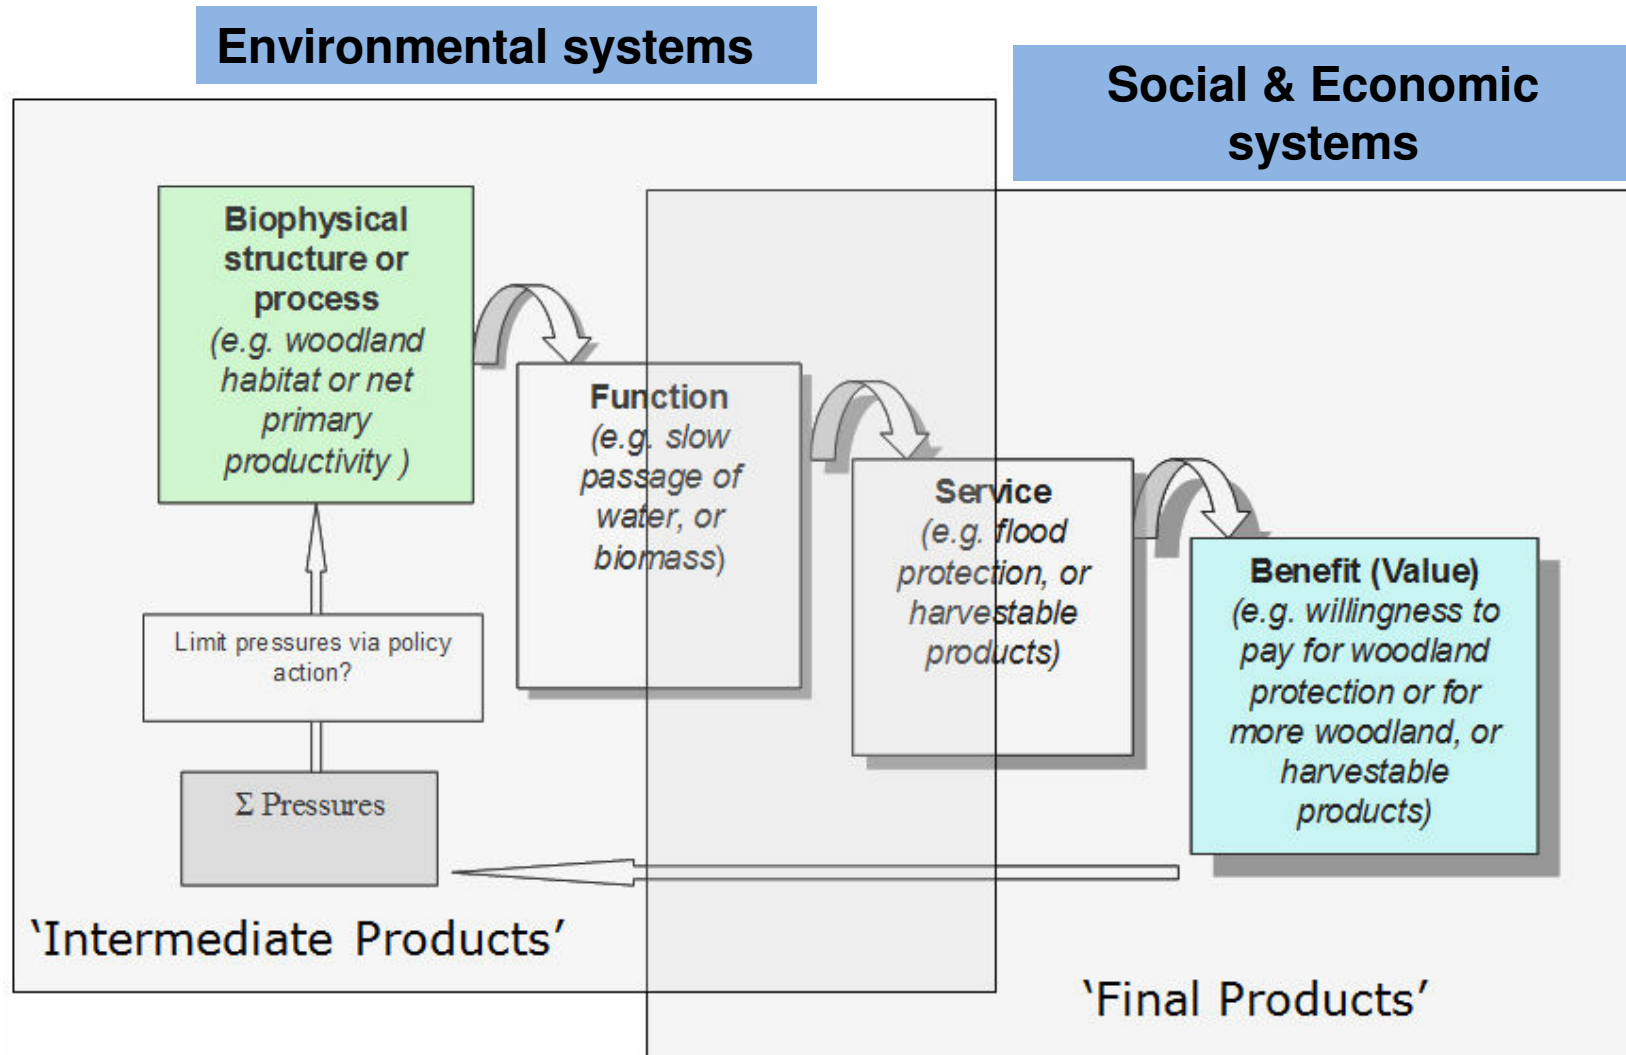 Environmental systems
Social & Economic
systems
Biophysical
structure or
process
(e.g. woodland
habitat or net
primary
productivity )
Function
(e.g. slow
passage of
water, or
biomass)
Service
(e.g. flood
protection, or
harvestable
products)
Benefit (Value)
(e.g. willingness to
pay for woodland
protection or for
more woodland, or
harvestable
products)
Limit pressures via policy
action?
Σ Pressures
‘Intermediate Products’
‘Final Products’